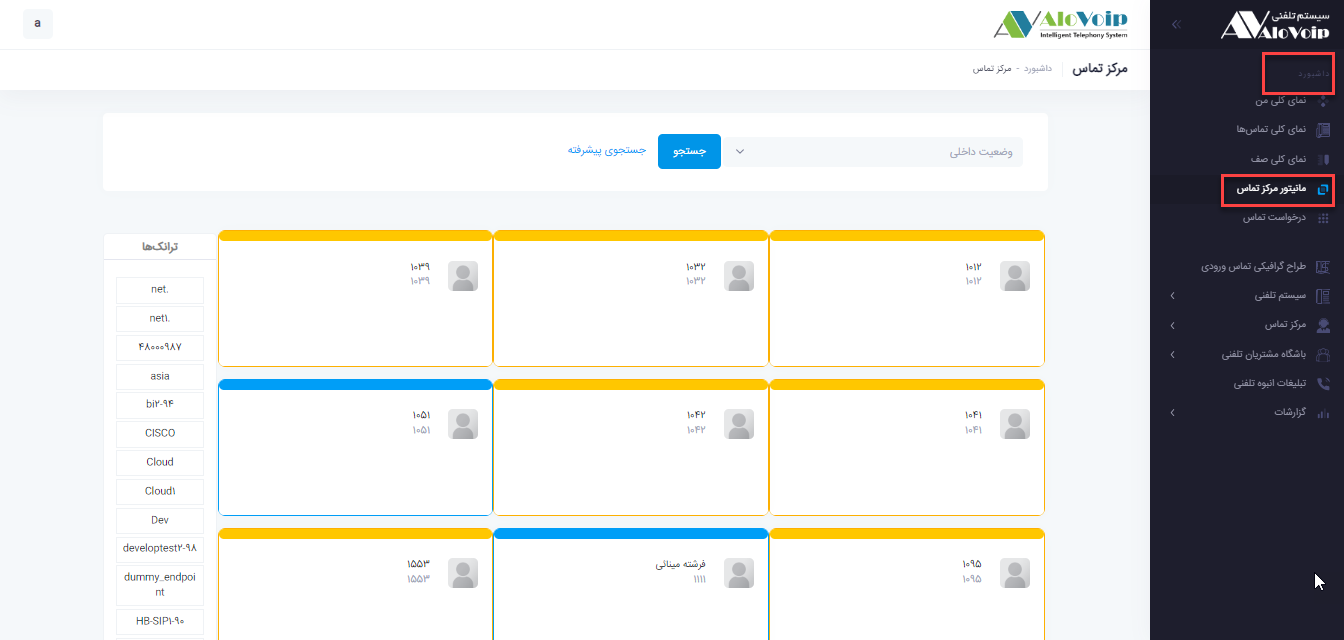 سیستم تلفنی
AloVoip
داشبورد
نمای کلی من
نمای کلی تماس‌ها
نمای کلی صف
مانیتور مرکز تماس
درخواست تماس
طراح گرافیکی تماس ورودی
سیستم تلفنی
مرکز تماس
باشگاه مشتریان تلفنی
تبلیغات انبوه تلفنی
گزارشات
AloVoip
Intelligent Telephony System
a
مرکز تماس
داشبورد - مرکز تماس
وضعیت داخلی
جستجو
جستجوی پیشرفته
۱۰۱۲
۱۰۱۲
۱۰۳۲
۱۰۳۲
۱۰۳۹
۱۰۳۹
۱۰۴۱
۱۰۴۱
۱۰۴۲
۱۰۴۲
۱۰۵۱
۱۰۵۱
۱۰۹۵
۱۰۹۵
فرشته مینائی
۱۱۱۱
۱۵۵۳
۱۵۵۳
ترانک‌ها
net.
net۱.
۴۸۰۰۰۹۸۷
asia
bi۲-۹۴
CISCO
Cloud
Cloud۱
Dev
developtest۲-۹۸
dummy_endpoi
nt
HB-SIP۱-۹۰